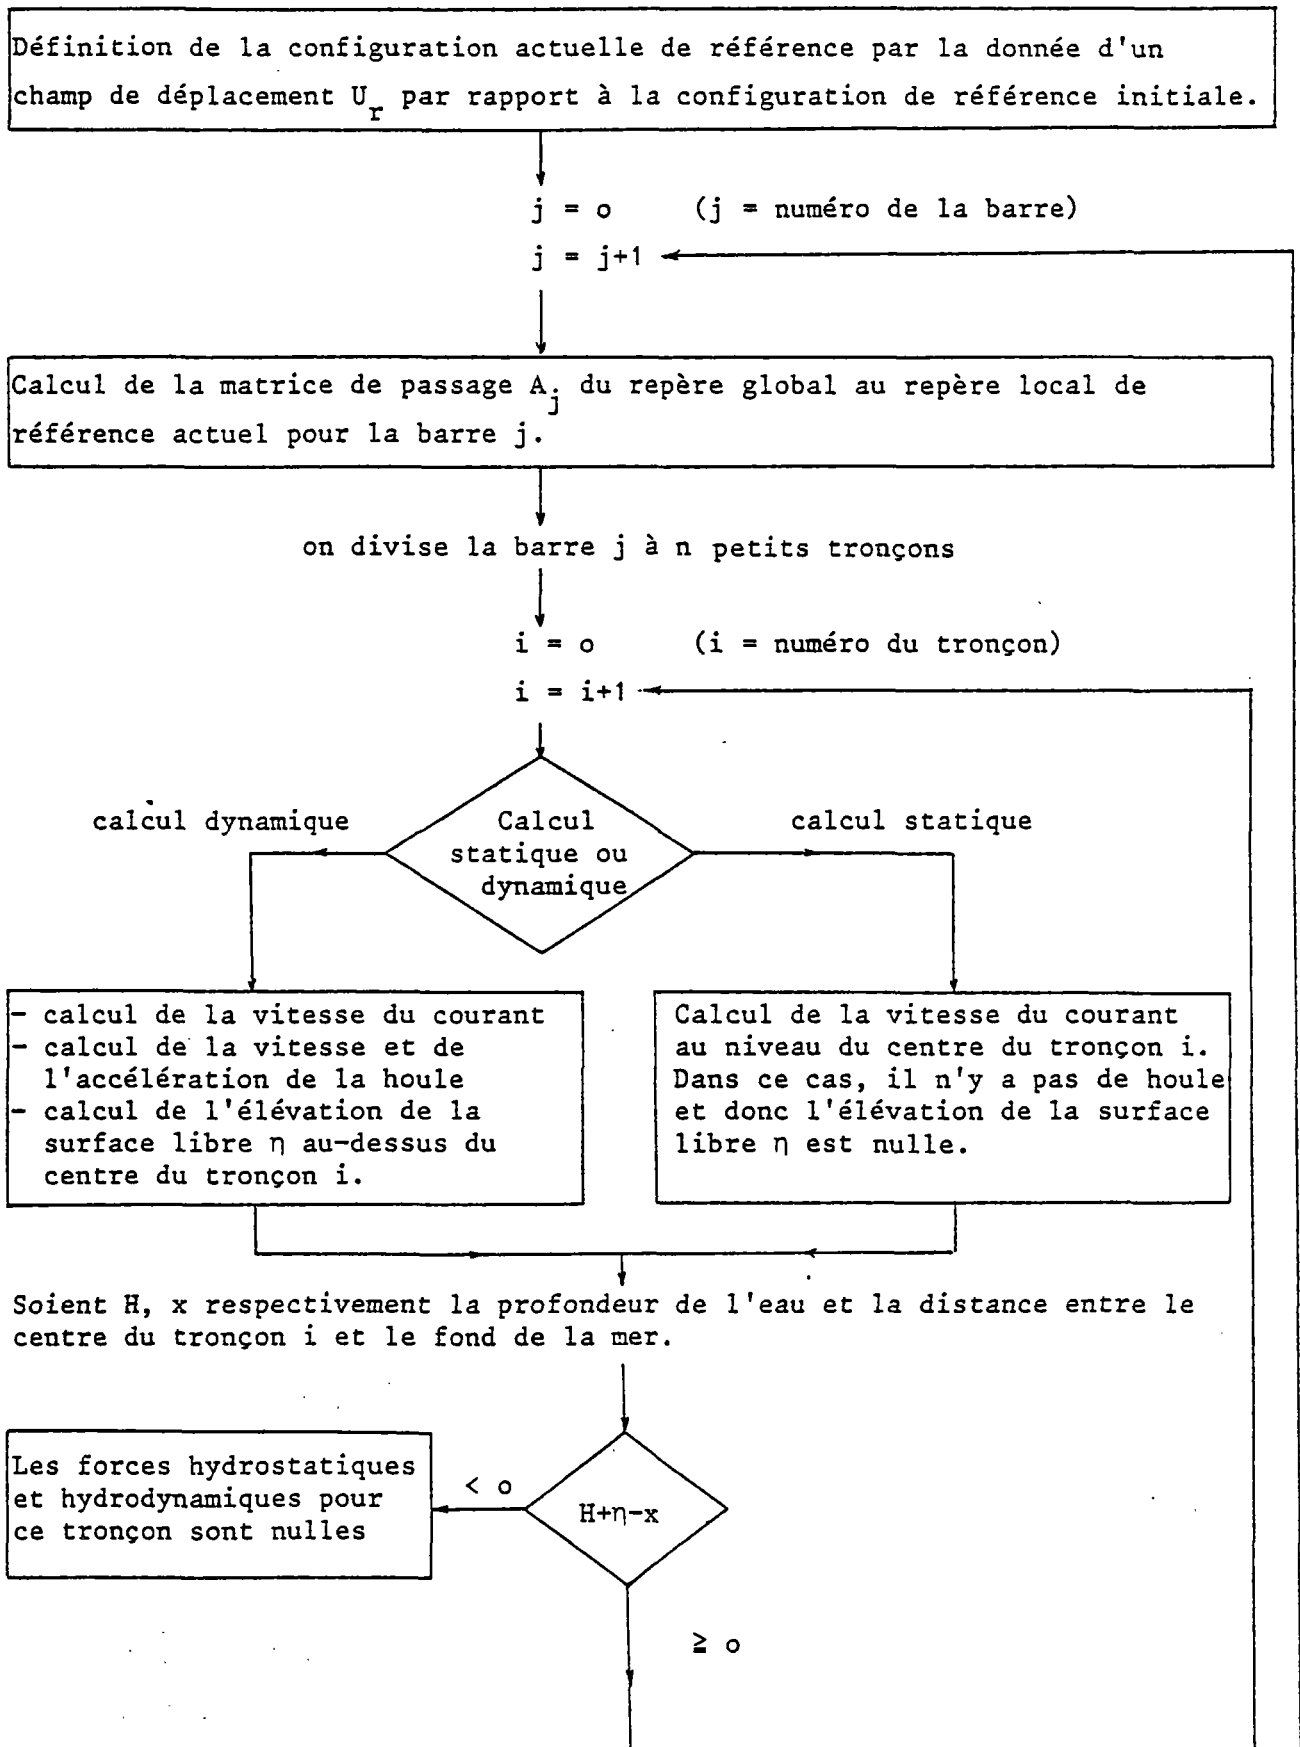 Définition de la configuration actuelle de référence par la donnée d'un
champ de déplacement U_r par rapport à la configuration de référence initiale.
j = o (j = numéro de la barre)
j = j+1
Calcul de la matrice de passage A_j du repère global au repère local de
référence actuel pour la barre j.
on divise la barre j à n petits tronçons
i = o (i = numéro du tronçon)
i = i+1
calcul dynamique
Calcul
statique ou
dynamique
calcul statique
- calcul de la vitesse du courant
- calcul de la vitesse et de
l'accélération de la houle
- calcul de l'élévation de la
surface libre η au-dessus du
centre du tronçon i.
Calcul de la vitesse du courant
au niveau du centre du tronçon i.
Dans ce cas, il n'y a pas de houle
et donc l'élévation de la surface
libre η est nulle.
Soient H, x respectivement la profondeur de l'eau et la distance entre le
centre du tronçon i et le fond de la mer.
Les forces hydrostatiques
et hydrodynamiques pour
ce tronçon sont nulles
< o
H+η-x
≧ o